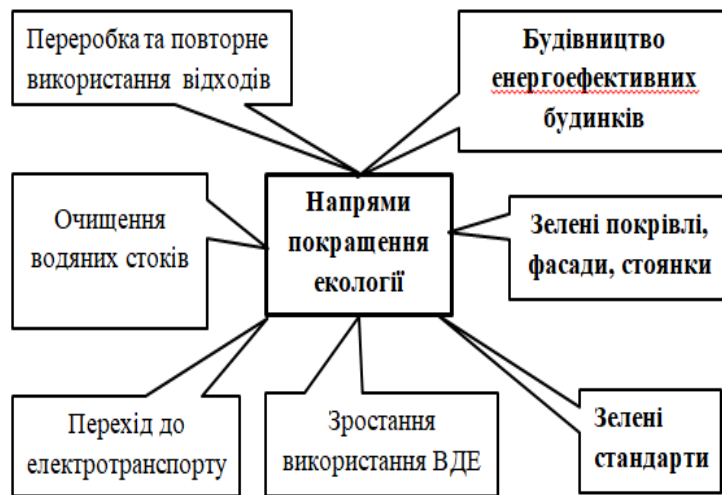 Переробка та повторне
використання відходів
Будівництво
енергоефективних
будинків
Очищення
водяних стоків
Напрями
покращення
екології
Зелені покрівлі,
фасади, стоянки
Перехід до
електротранспорту
Зростання
використання ВДЕ
Зелені
стандарти